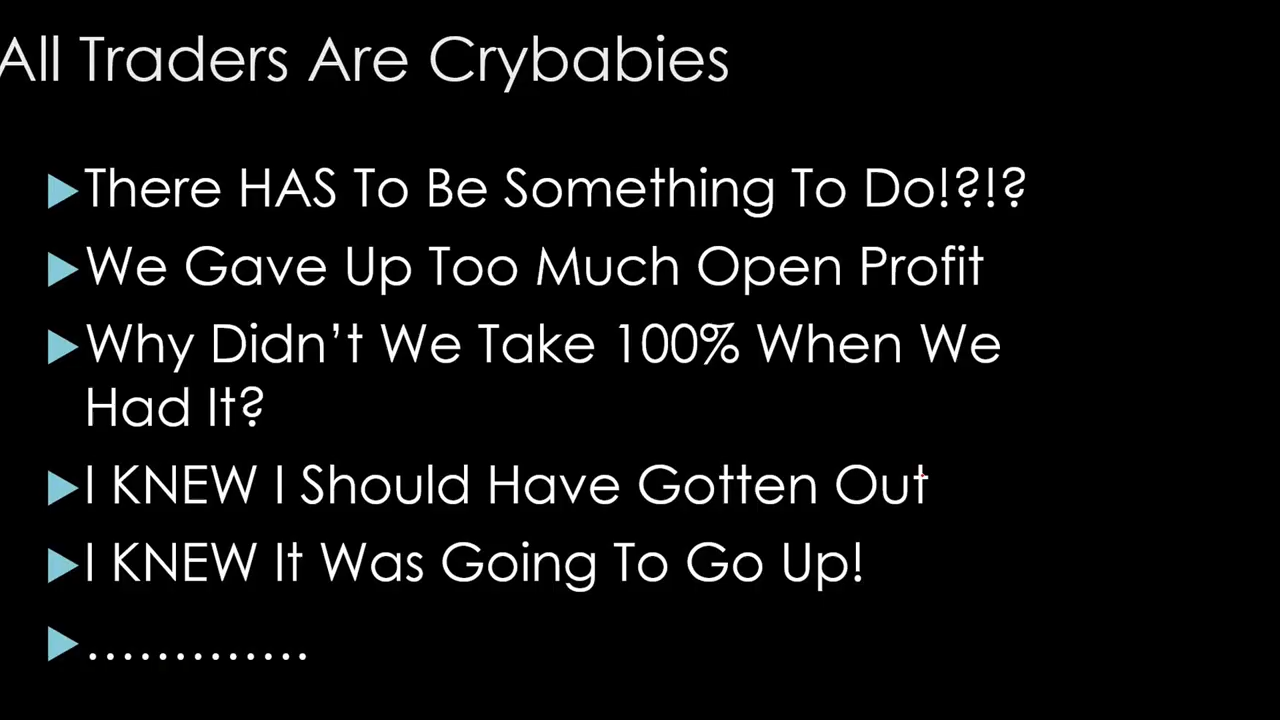 All Traders Are Crybabies
There HAS To Be Something To Do!?!?
We Gave Up Too Much Open Profit
Why Didn’t We Take 100% When We
Had It?
I KNEW I Should Have Gotten Out
I KNEW It Was Going To Go Up!
.............